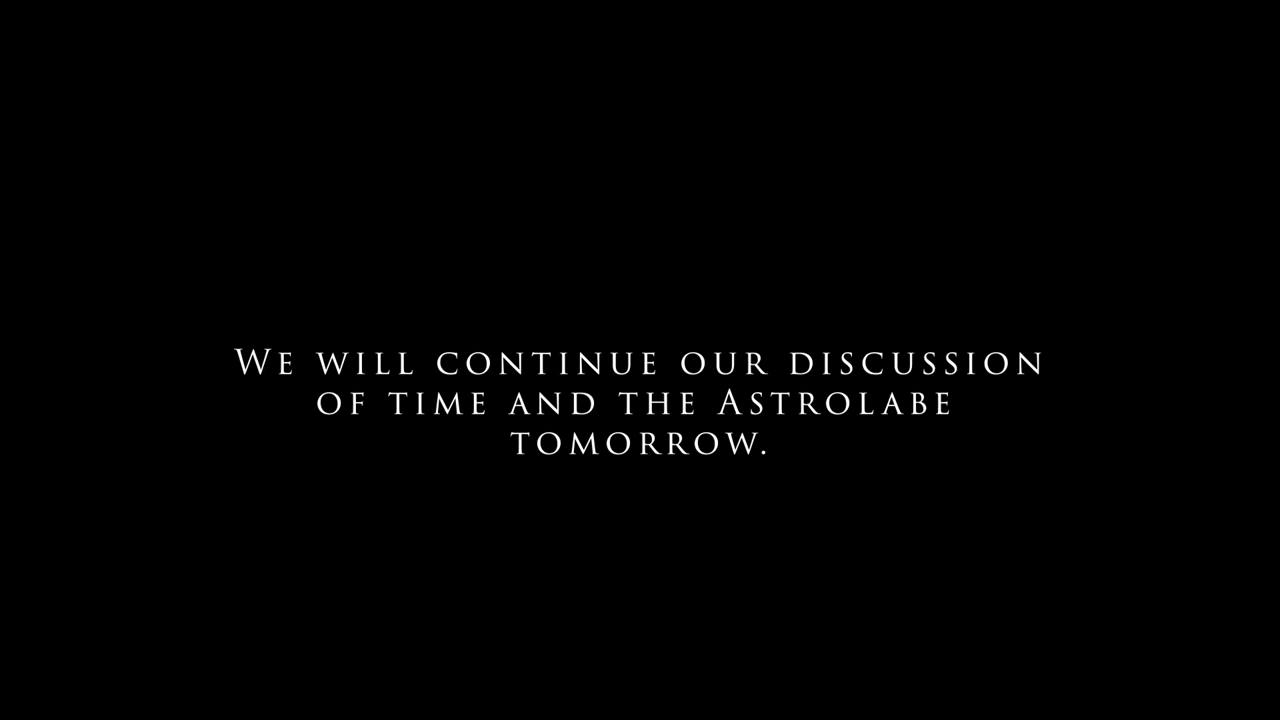 We will continue our discussion
of time and the Astrolabe
tomorrow.